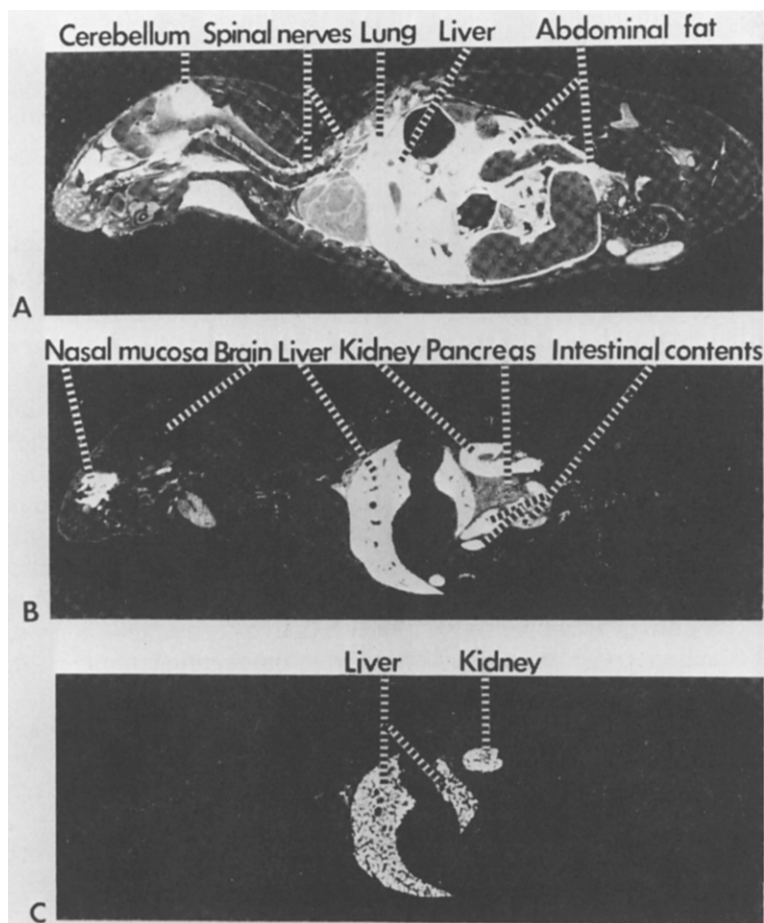 Cerebellum Spinal nerves Lung Liver Abdominal fat
A
Nasal mucosa Brain Liver Kidney Pancreas Intestinal contents
B
Liver Kidney
C